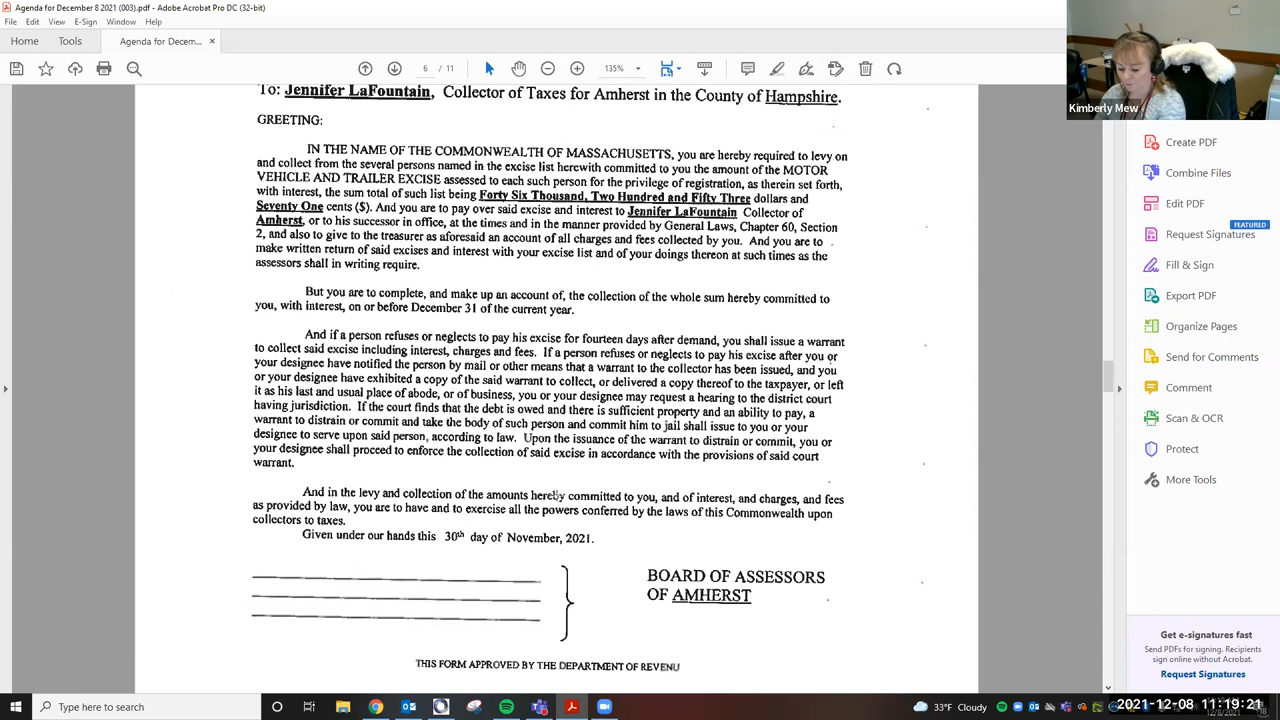 Agenda for December 8 2021 (003).pdf - Adobe Acrobat Pro DC (32-bit)
File Edit View E-Sign Window Help
Home Tools Agenda for Decem... ×
6 / 11 135%
To: Jennifer LaFountain, Collector of Taxes for Amherst in the County of Hampshire.
GREETING:
IN THE NAME OF THE COMMONWEALTH OF MASSACHUSETTS, you are hereby required to levy on
and collect from the several persons named in the excise list herewith committed to you the amount of the MOTOR
VEHICLE AND TRAILER EXCISE assessed to each such person for the privilege of registration, as therein set forth,
with interest, the sum total of such list being Forty Six Thousand, Two Hundred and Fifty Three dollars and
Seventy One cents ($). And you are to pay over said excise and interest to Jennifer LaFountain Collector of
Amherst, or to his successor in office, at the times and in the manner provided by General Laws, Chapter 60, Section
2, and also to give to the treasurer as aforesaid an account of all charges and fees collected by you. And you are to
make written return of said excises and interest with your excise list and of your doings thereon at such times as the
assessors shall in writing require.
But you are to complete, and make up an account of, the collection of the whole sum hereby committed to
you, with interest, on or before December 31 of the current year.
And if a person refuses or neglects to pay his excise for fourteen days after demand, you shall issue a warrant
to collect said excise including interest, charges and fees. If a person refuses or neglects to pay his excise after you or
your designee have notified the person by mail or other means that a warrant to the collector has been issued, and you
or your designee have exhibited a copy of the said warrant to collect, or delivered a copy thereof to the taxpayer, or left
it as his last and usual place of abode, or of business, you or your designee may request a hearing to the district court
having jurisdiction. If the court finds that the debt is owed and there is sufficient property and an ability to pay, a
warrant to distrain or commit and take the body of such person and commit him to jail shall issue to you or your
designee to serve upon said person, according to law. Upon the issuance of the warrant to distrain or commit, you or
your designee shall proceed to enforce the collection of said excise in accordance with the provisions of said court
warrant.
And in the levy and collection of the amounts hereby committed to you, and of interest, and charges, and fees
as provided by law, you are to have and to exercise all the powers conferred by the laws of this Commonwealth upon
collectors to taxes.
Given under our hands this 30th day of November, 2021.
BOARD OF ASSESSORS
OF AMHERST
THIS FORM APPROVED BY THE DEPARTMENT OF REVENU
Kimberly Mew
Create PDF
Combine Files
Edit PDF
FEATURED
Request Signatures
Fill & Sign
Export PDF
Organize Pages
Send for Comments
Comment
Scan & OCR
Protect
More Tools
Get e-signatures fast
Send PDFs for signing. Recipients
sign online without Acrobat.
Request Signatures
Type here to search
33°F Cloudy
2021-12-08 11:19:21
12/8/2021